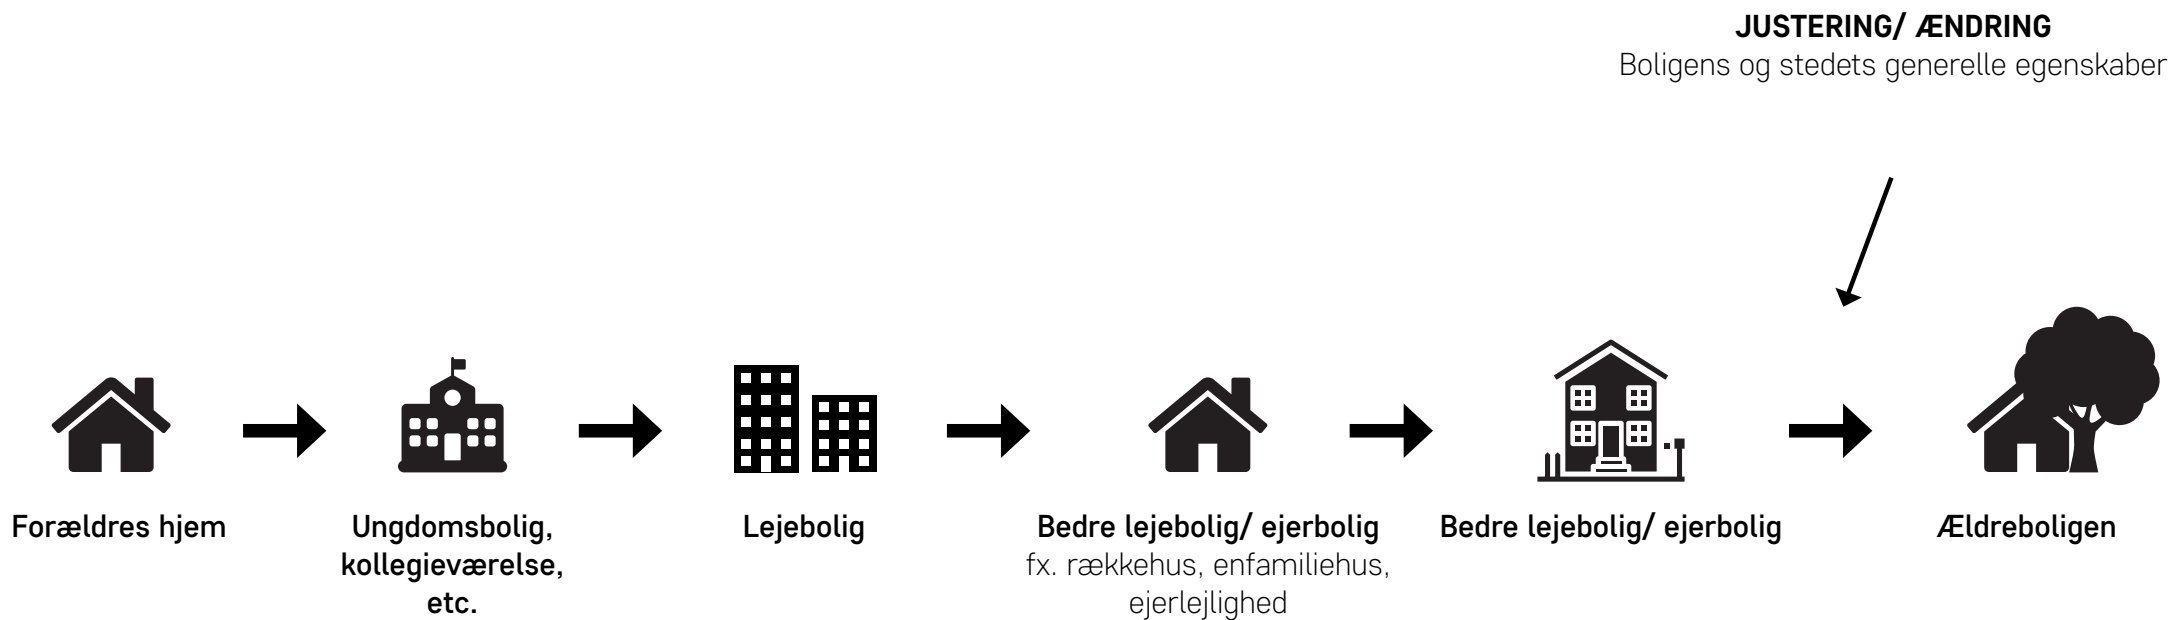 JUSTERING/ ÆNDRING
Boligens og stedets generelle egenskaber
Forældres hjem
Ungdomsbolig,
kollegieværelse,
etc.
Lejebolig
Bedre lejebolig/ ejerbolig
fx. rækkehus, enfamiliehus,
ejerlejlighed
Bedre lejebolig/ ejerbolig
Ældreboligen